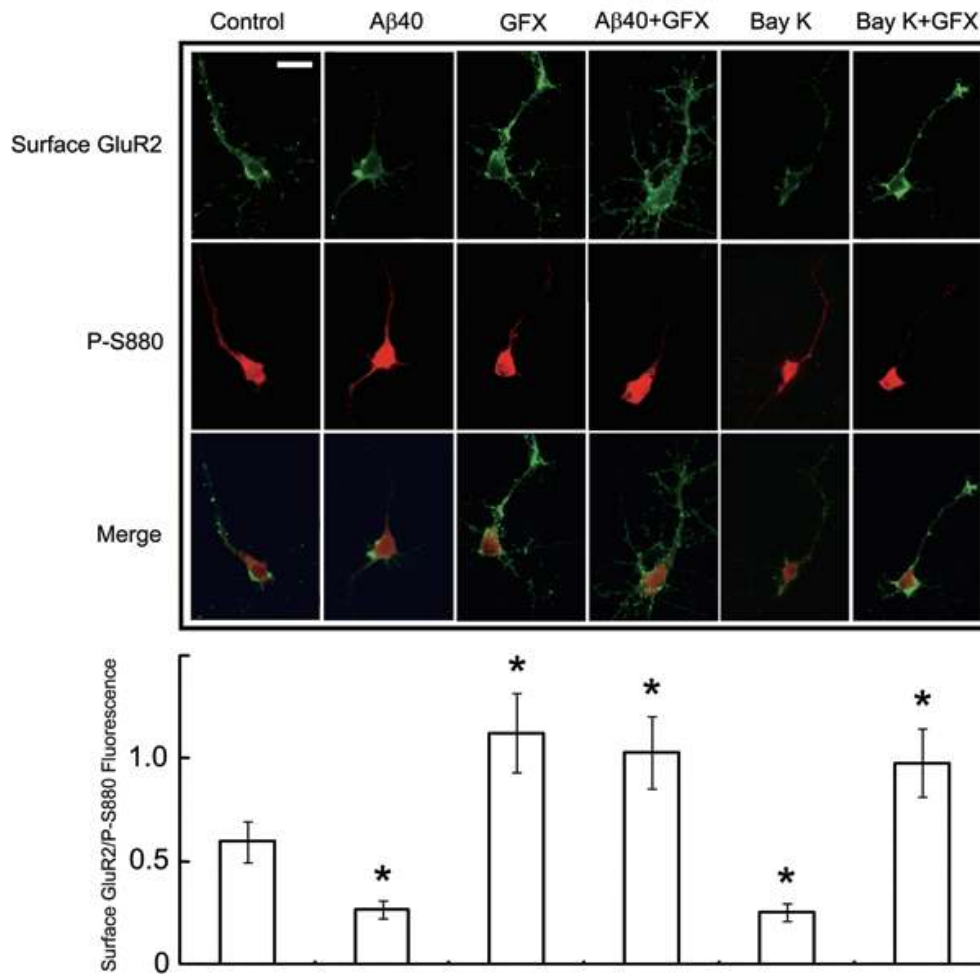 Control Aβ40 GFX Aβ40+GFX Bay K Bay K+GFX
Surface GluR2
P-S880
Merge
Surface GluR2/P-S880 Fluorescence
1.0
0.5
0
* * * * *